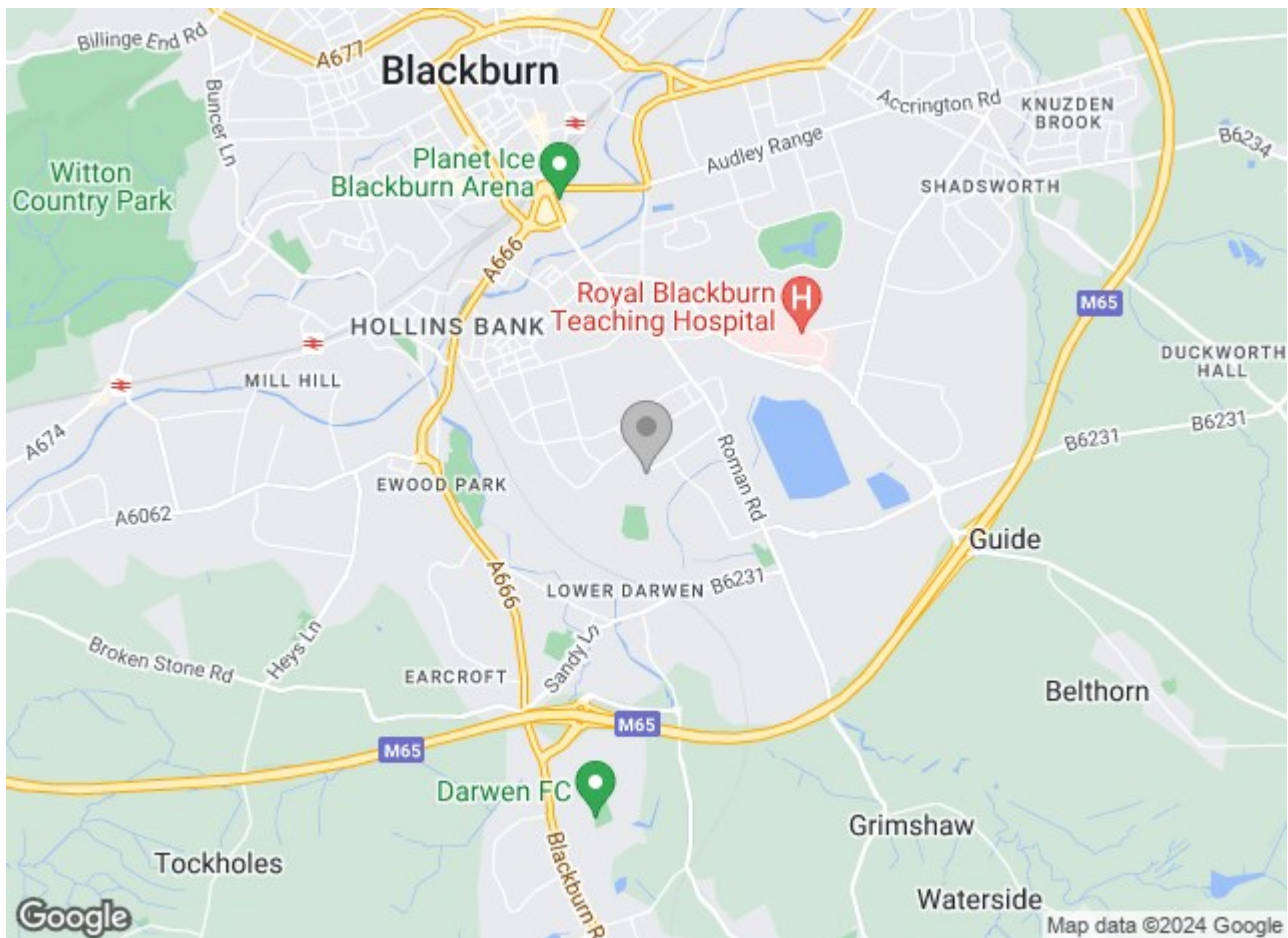 Billinge End Rd
A677
Buncer Ln
Blackburn
Accrington Rd
KNUZDEN
BROOK
B6234
Audley Range
Planet Ice
Blackburn Arena
Witton
Country Park
SHADSWORTH
A666
Royal Blackburn
Teaching Hospital
H
M65
HOLLINS BANK
DUCKWORTH
HALL
MILL HILL
A674
Roman Rd
B6231
B6231
EWOOD PARK
A6062
Guide
A666
LOWER DARWEN
B6231
Broken Stone Rd
Heys Ln
Sandy Ln
EARCROFT
Belthorn
M65
M65
Darwen FC
Grimshaw
Tockholes
Blackburn R
Waterside
Google
Map data ©2024 Google